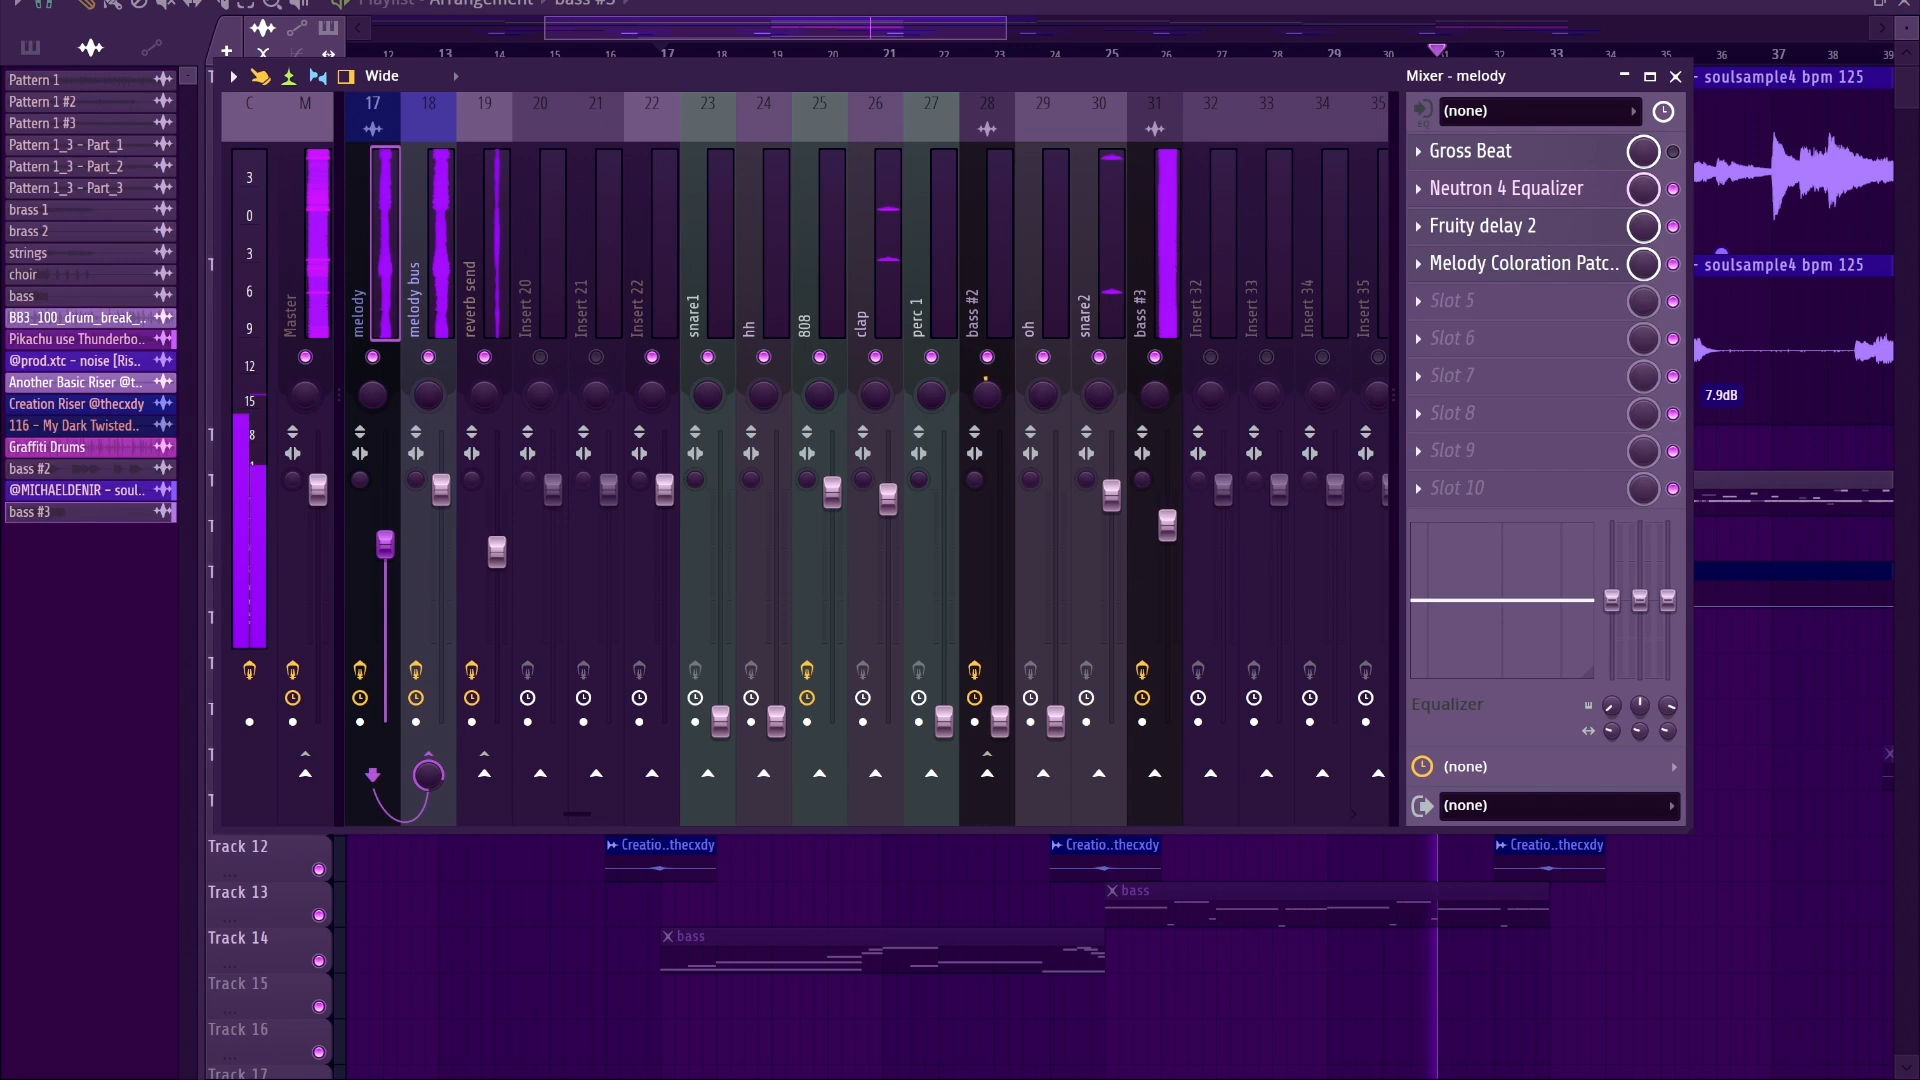 Playlist - Arrangement › bass #3 ›
12 13 14 15 16 17 18 19 20 21 22 23 24 25 26 27 28 29 30 31 32 33 34 35 36 37 38 39
Pattern 1
Pattern 1 #2
Pattern 1 #3
Pattern 1_3 - Part_1
Pattern 1_3 - Part_2
Pattern 1_3 - Part_3
brass 1
brass 2
strings
choir
bass
BB3_100_drum_break_..
Pikachu use Thunderbo..
@prod.xtc - noise [Ris..
Another Basic Riser @t..
Creation Riser @thecxdy
116 - My Dark Twisted..
Graffiti Drums
bass #2
@MICHAELDENIR - soul..
bass #3
Wide
C M 17 18 19 20 21 22 23 24 25 26 27 28 29 30 31 32 33 34 35
3
0
3
6
9
12
15
8
Master
melody
melody bus
reverb send
Insert 20
Insert 21
Insert 22
snare1
hh
808
clap
perc 1
bass #2
oh
snare2
bass #3
Insert 32
Insert 33
Insert 34
Insert 35
Mixer - melody
EQ
(none)
Gross Beat
Neutron 4 Equalizer
Fruity delay 2
Melody Coloration Patc..
Slot 5
Slot 6
Slot 7
Slot 8
Slot 9
Slot 10
Equalizer
(none)
(none)
- soulsample4 bpm 125
- soulsample4 bpm 125
7.9dB
Track 12
Creatio..thecxdy
Creatio..thecxdy
Creatio..thecxdy
Track 13
bass
Track 14
bass
Track 15
Track 16
Track 17